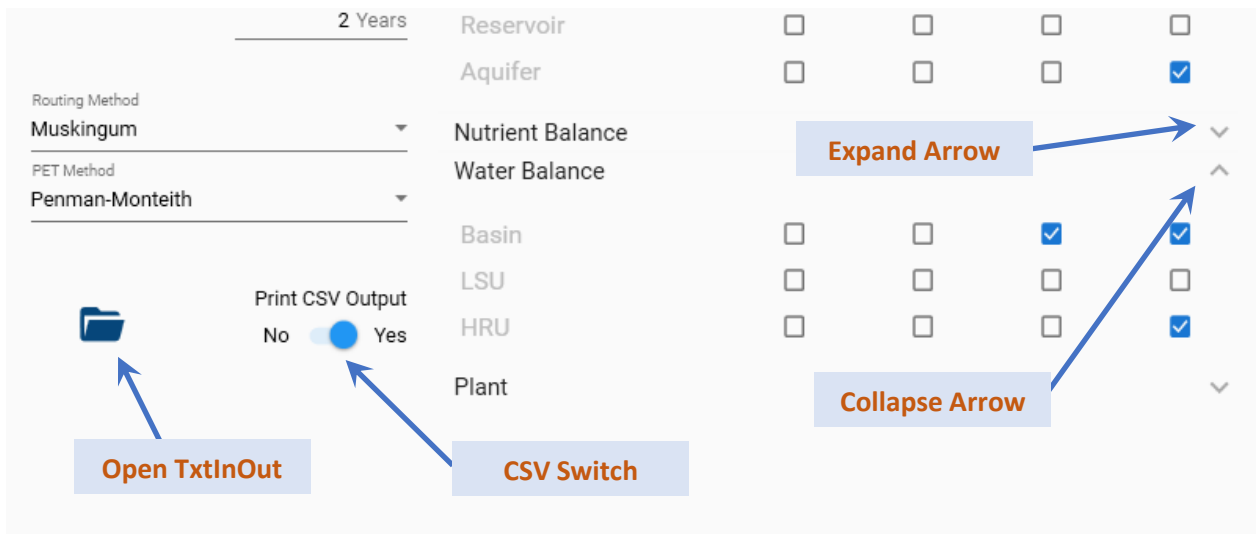 2 Years
Reservoir
Aquifer
Routing Method
Muskingum
PET Method
Penman-Monteith
Nutrient Balance
Expand Arrow
Water Balance
Basin
LSU
HRU
Print CSV Output
No Yes
Plant
Collapse Arrow
Open TxtInOut
CSV Switch